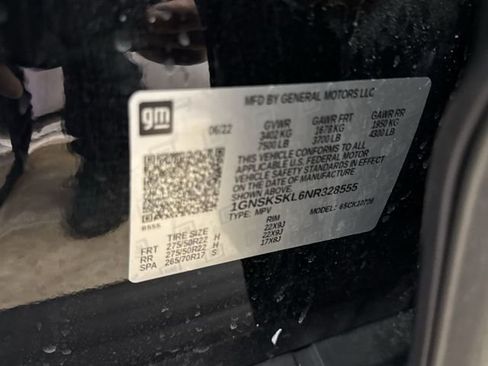 MFD BY GENERAL MOTORS LLC
gm
06/22 GVWR GAWR FRT GAWR RR
3402 KG 1678 KG 1950 KG
7500 LB 3700 LB 4300 LB
THIS VEHICLE CONFORMS TO ALL
APPLICABLE U.S. FEDERAL MOTOR
VEHICLE SAFETY STANDARDS IN EFFECT
ON THE DATE OF MANUFACTURE
SHOWN ABOVE.
1GNSKSKL6NR328555
TYPE: MPV MODEL:
TIRE SIZE RIM
FRT 275/50R22 H 22X9J
RR 275/50R22 H 22X9J
SPA 265/70R17 S 17X8J